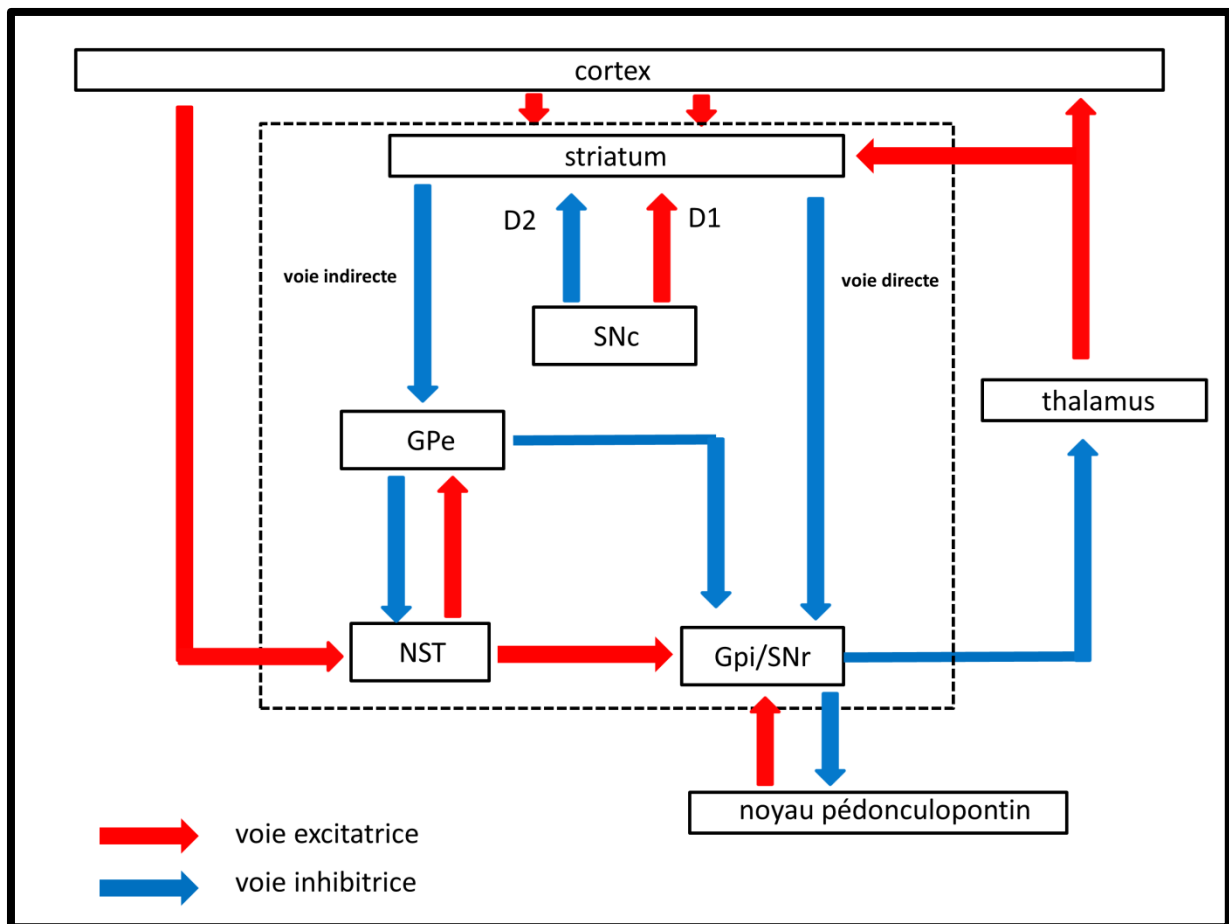 cortex
striatum
D2
D1
voie indirecte
voie directe
SNc
thalamus
GPe
NST
Gpi/SNr
noyau pédonculopontin
voie excitatrice
voie inhibitrice